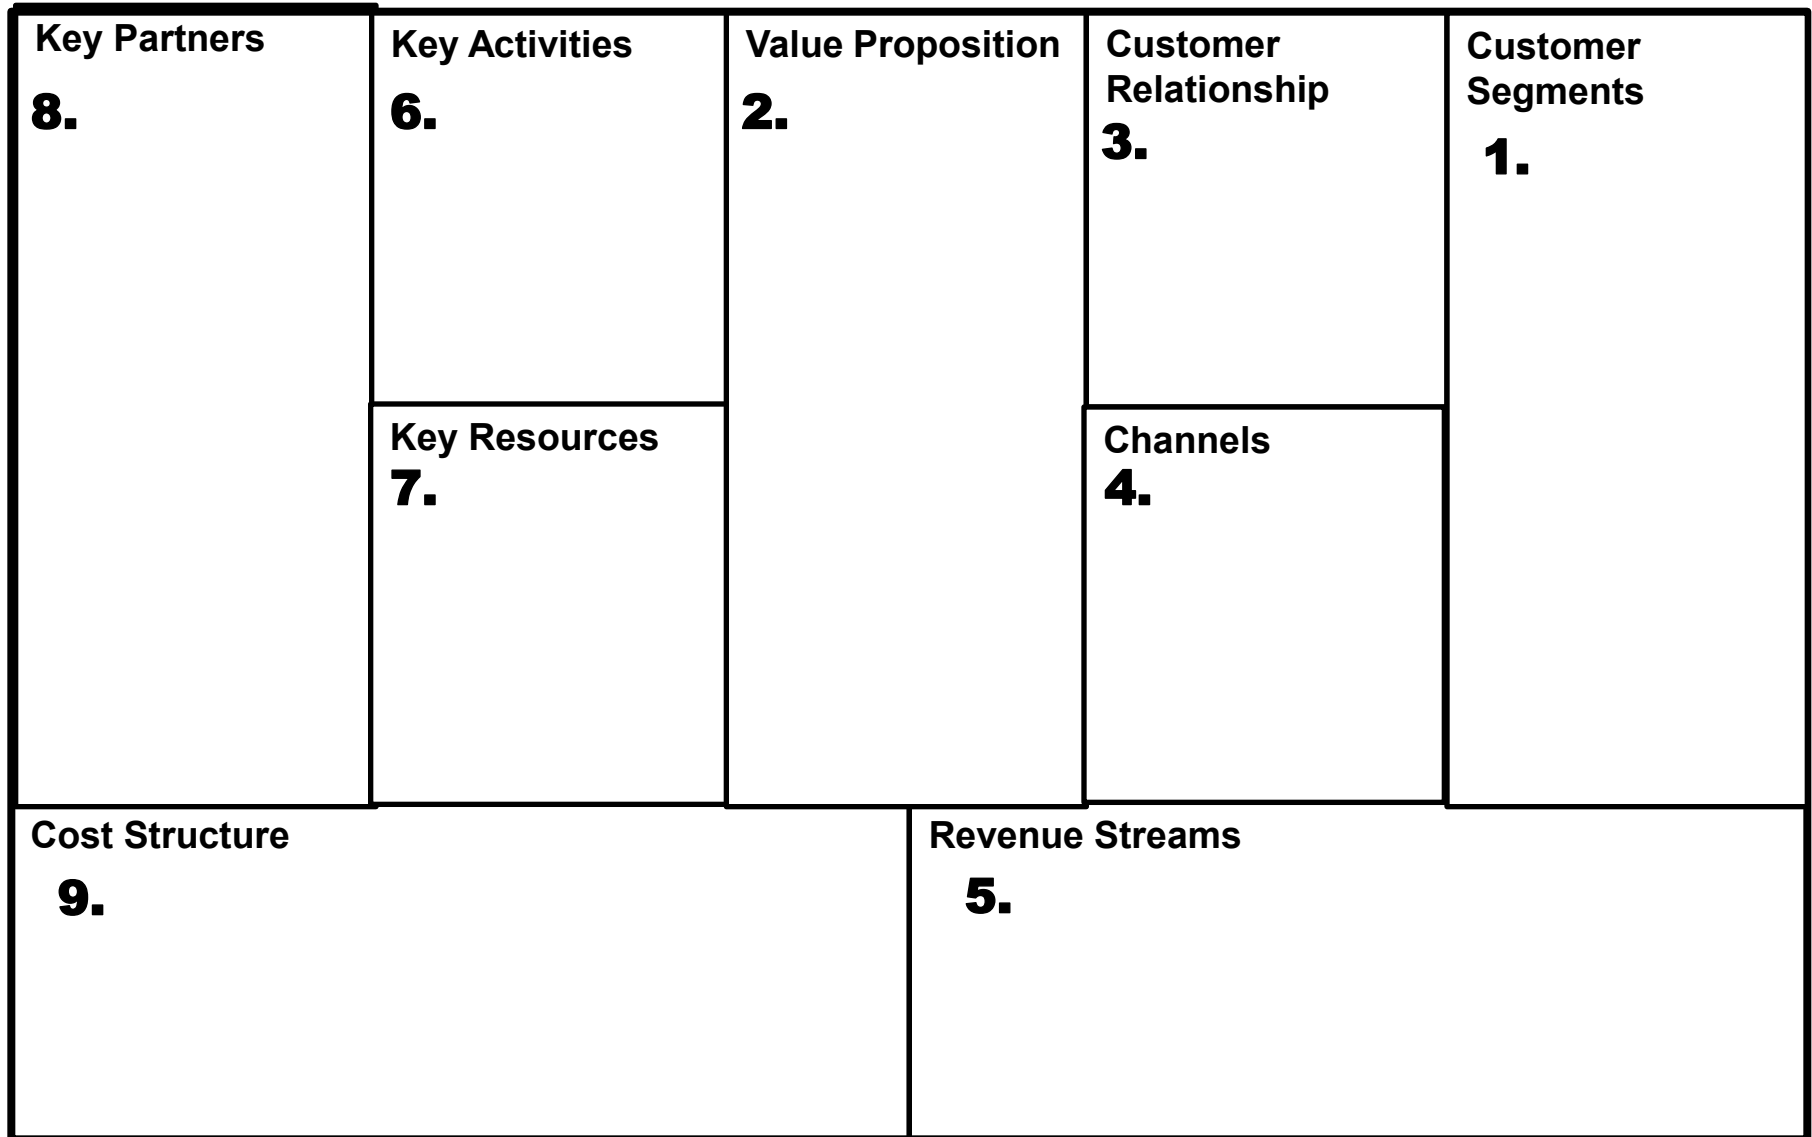 Key Partners
8.
Key Activities
6.
Value Proposition
2.
Customer
Relationship
3.
Customer
Segments
1.
Key Resources
7.
Channels
4.
Cost Structure
9.
Revenue Streams
5.